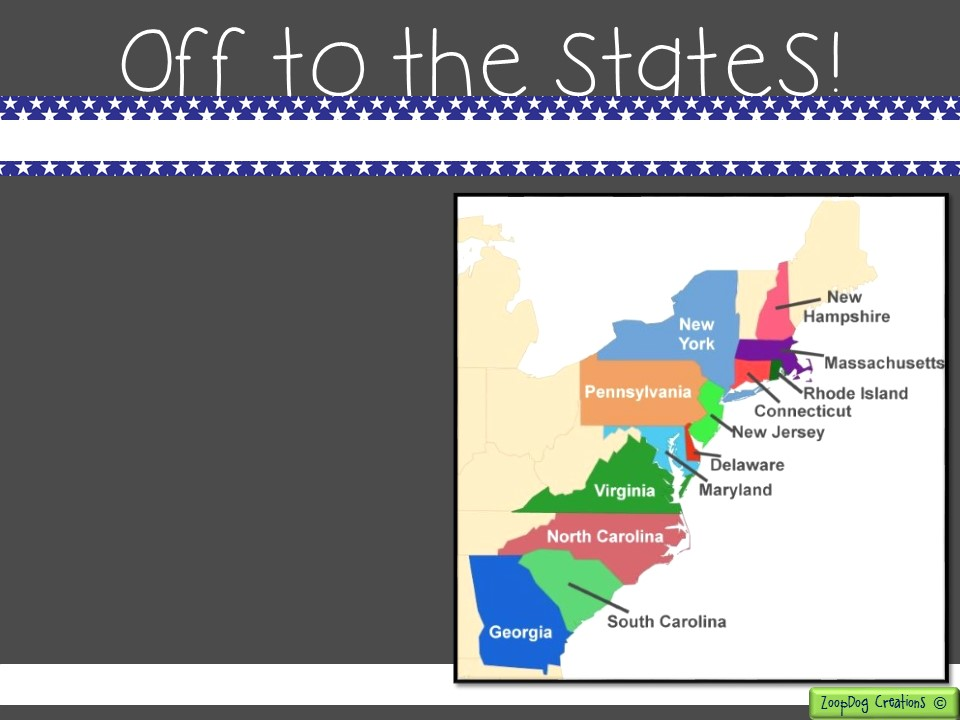 Off to the States!
New
Hampshire
New
York
Massachusetts
Pennsylvania
Rhode Island
Connecticut
New Jersey
Delaware
Maryland
Virginia
North Carolina
South Carolina
Georgia
ZoopDog Creations ©